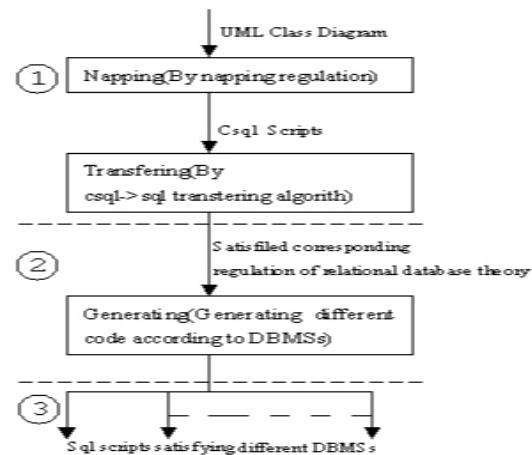 UML Class Diagram
1
Napping(By napping regulation)
Csql Scripts
Transfering(By
csql-> sql transtering algorith)
2
Satisfiled corresponding
regulation of relational database theory
Generating(Generating different
code according to DBMSs)
3
Sql scripts satisfying different DBMSs